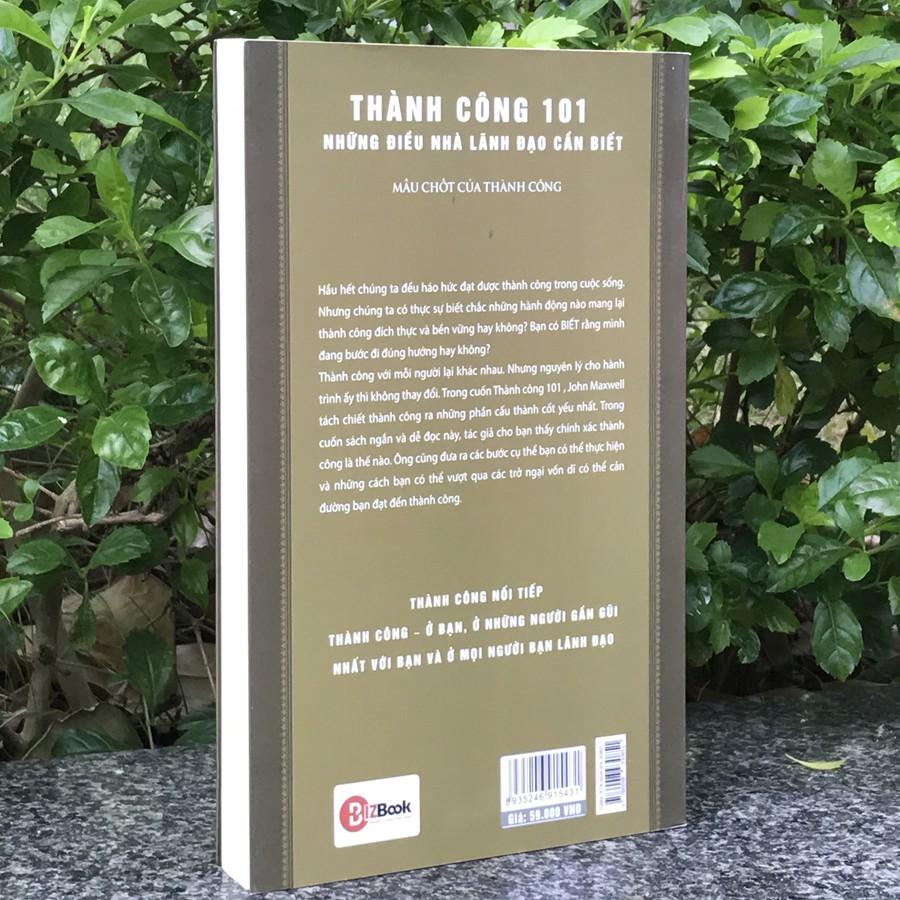 THÀNH CÔNG 101
NHỮNG ĐIỀU NHÀ LÃNH ĐẠO CẦN BIẾT
MẤU CHỐT CỦA THÀNH CÔNG
Hầu hết chúng ta đều háo hức đạt được thành công trong cuộc sống.
Nhưng chúng ta có thực sự biết chắc những hành động nào mang lại
thành công đích thực và bền vững hay không? Bạn có BIẾT rằng mình
đang bước đi đúng hướng hay không?
Thành công với mỗi người lại khác nhau. Nhưng nguyên lý cho hành
trình ấy thì không thay đổi. Trong cuốn Thành công 101 , John Maxwell
tách chiết thành công ra những phần cấu thành cốt yếu nhất. Trong
cuốn sách ngắn và dễ đọc này, tác giả cho bạn thấy chính xác thành
công là thế nào. Ông cũng đưa ra các bước cụ thể bạn có thể thực hiện
và những cách bạn có thể vượt qua các trở ngại vốn dĩ có thể cản
đường bạn đạt đến thành công.
THÀNH CÔNG NỐI TIẾP
THÀNH CÔNG – Ở BẠN, Ở NHỮNG NGƯỜI GẦN GŨI
NHẤT VỚI BẠN VÀ Ở MỌI NGƯỜI BẠN LÃNH ĐẠO
BIZBook
8935246915431
Giá: 59.000 VNĐ